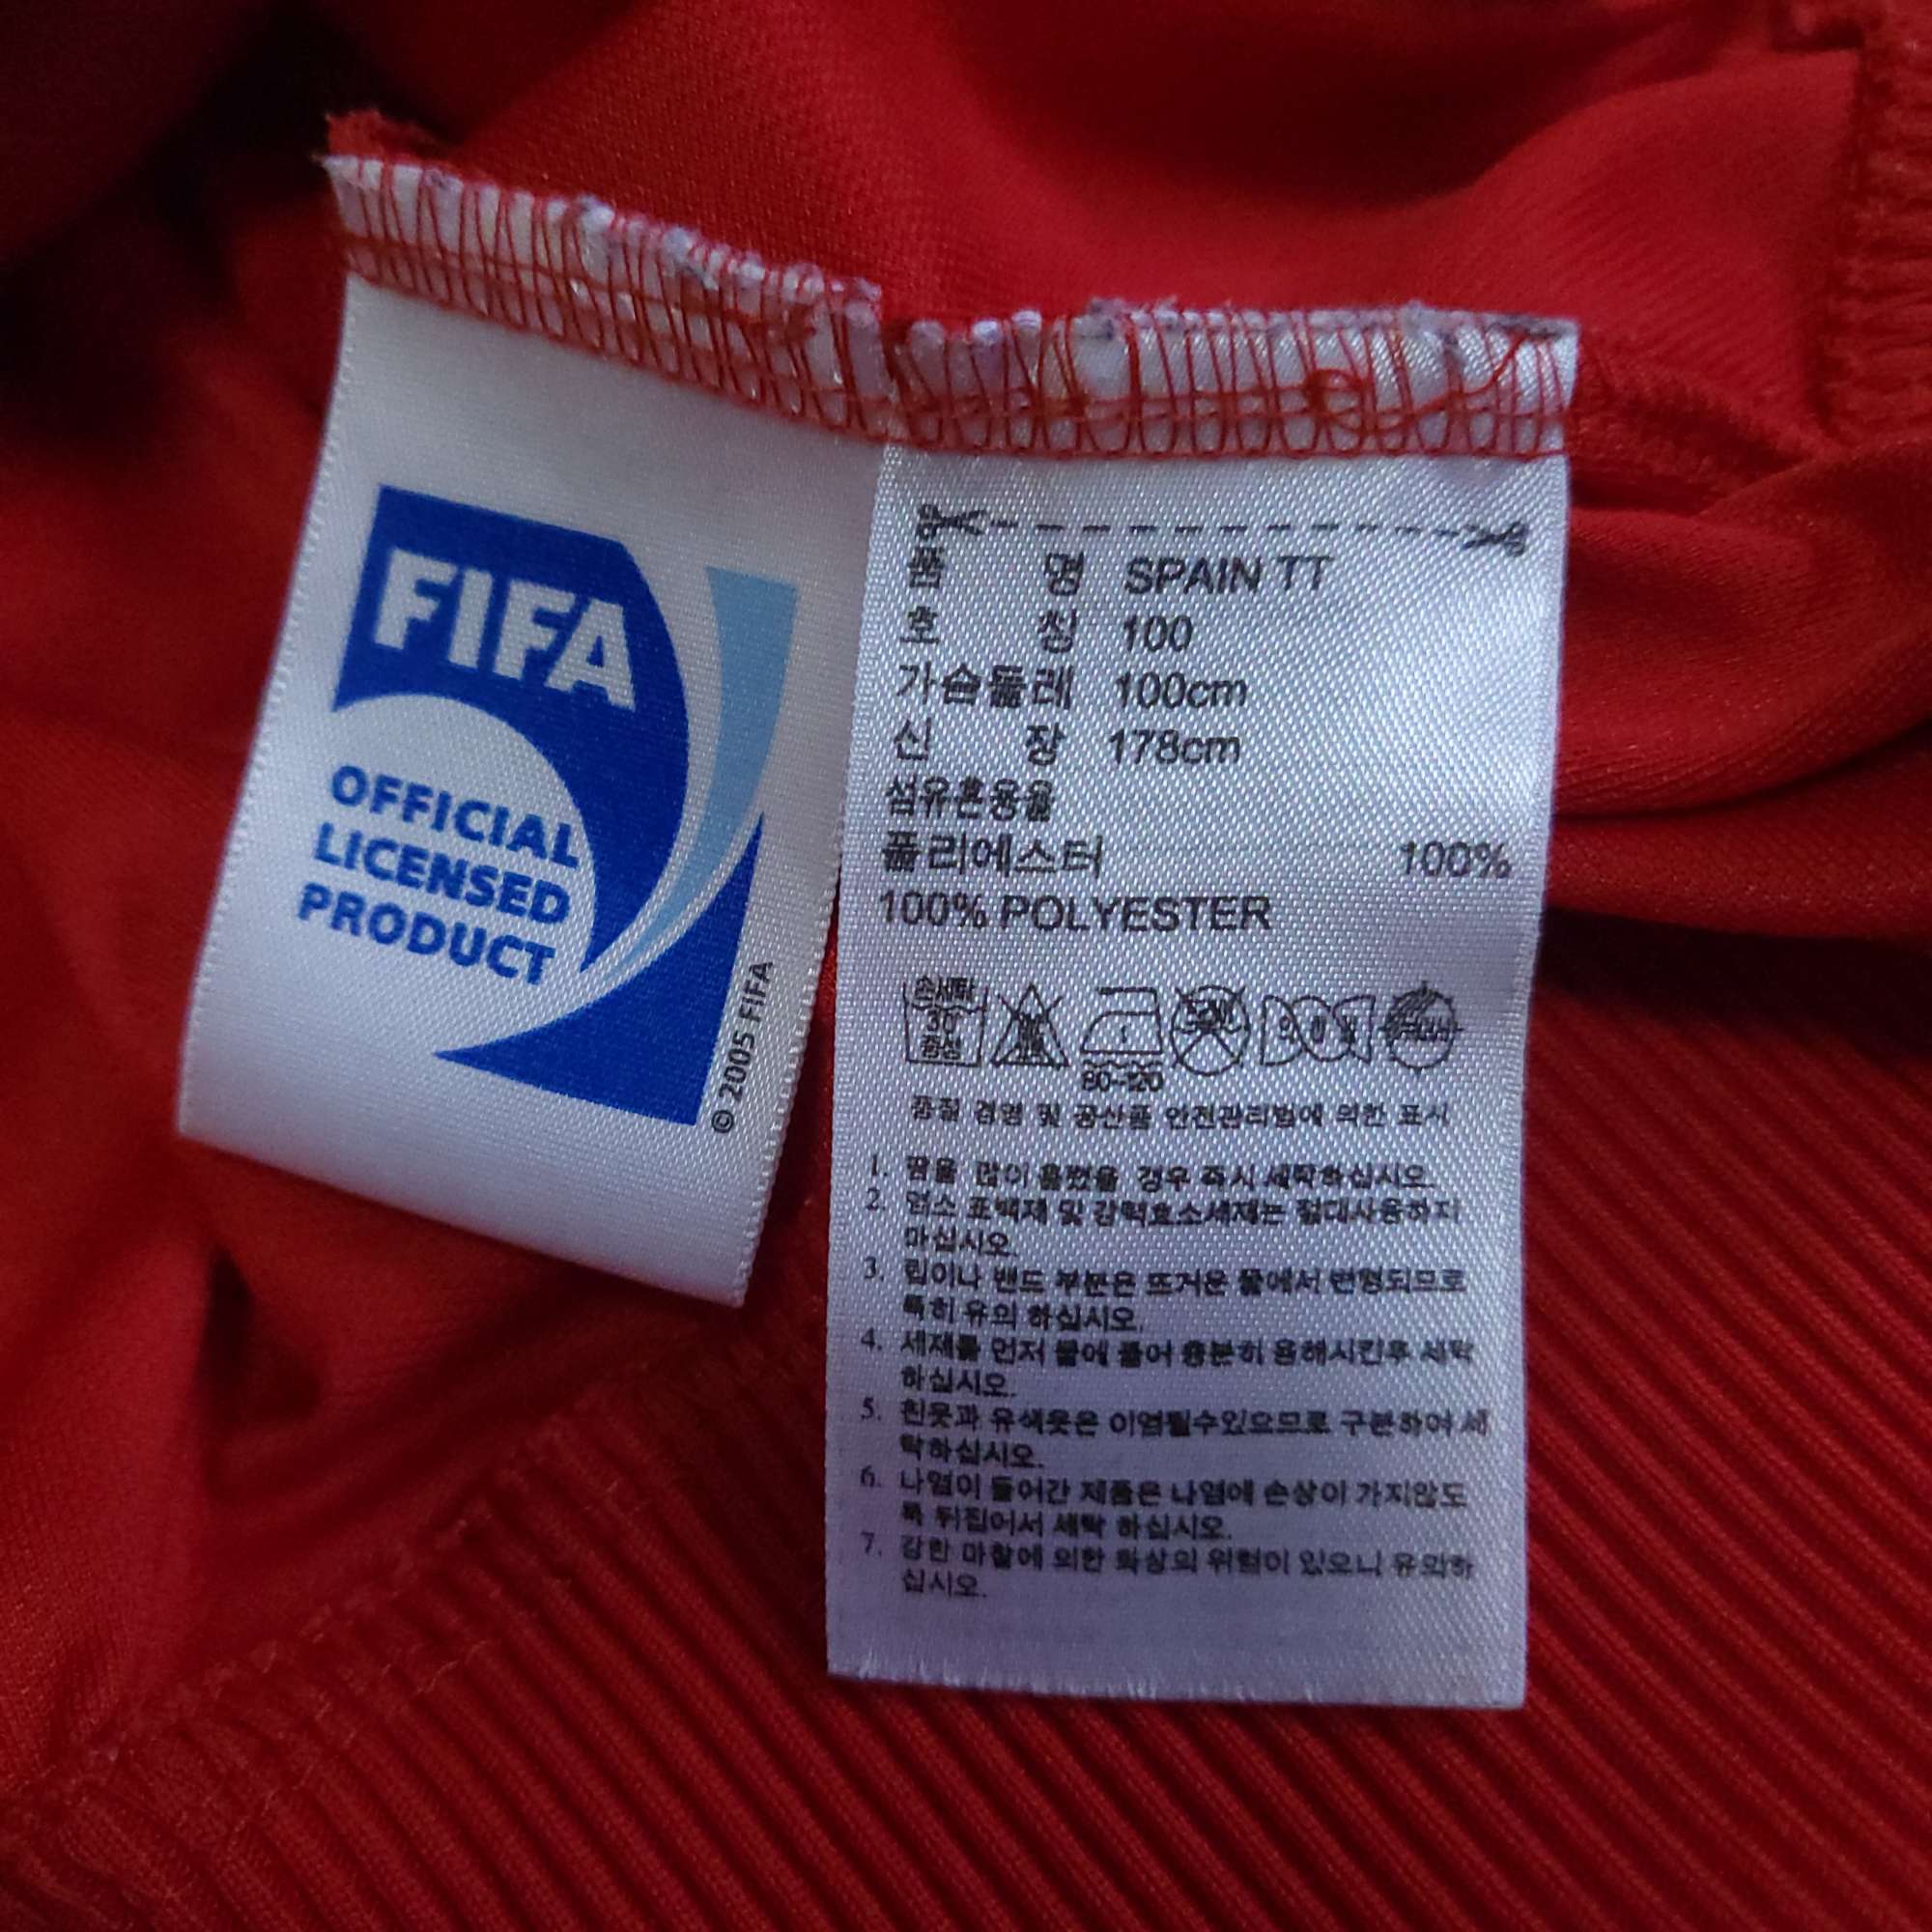 FIFA
OFFICIAL
LICENSED
PRODUCT
© 2005 FIFA
품 명 SPAIN TT
호 칭 100
가슴둘레 100cm
신 장 178cm
섬유혼용율
폴리에스터 100%
100% POLYESTER
손세탁
30
중성
80-120
품질 경영 및 공산품 안전관리법에 의한 표시
1. 땀을 많이 흘렸을 경우 즉시 세탁하십시오.
2. 염소 표백제 및 강력효소세제는 절대사용하지
마십시오.
3. 립이나 밴드 부분은 뜨거운 물에서 변형되므로
특히 유의 하십시오.
4. 세제를 먼저 물에 풀어 충분히 용해시킨후 세탁
하십시오.
5. 흰옷과 유색옷은 이염될수있으므로 구분하여 세
탁하십시오.
6. 나염이 들어간 제품은 나염에 손상이 가지않도
록 뒤집어서 세탁 하십시오.
7. 강한 마찰에 의한 화상의 위험이 있으니 유의하
십시오.